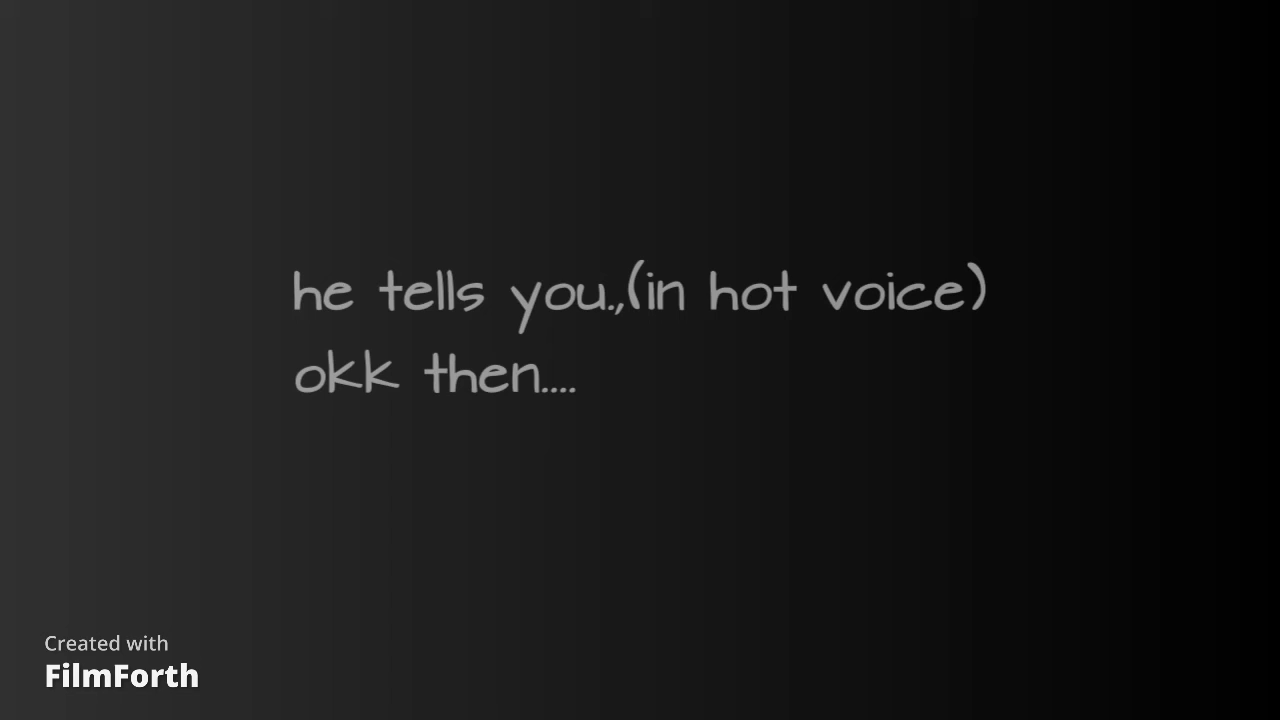 he tells you.,(in hot voice)
okk then....
Created with
FilmForth